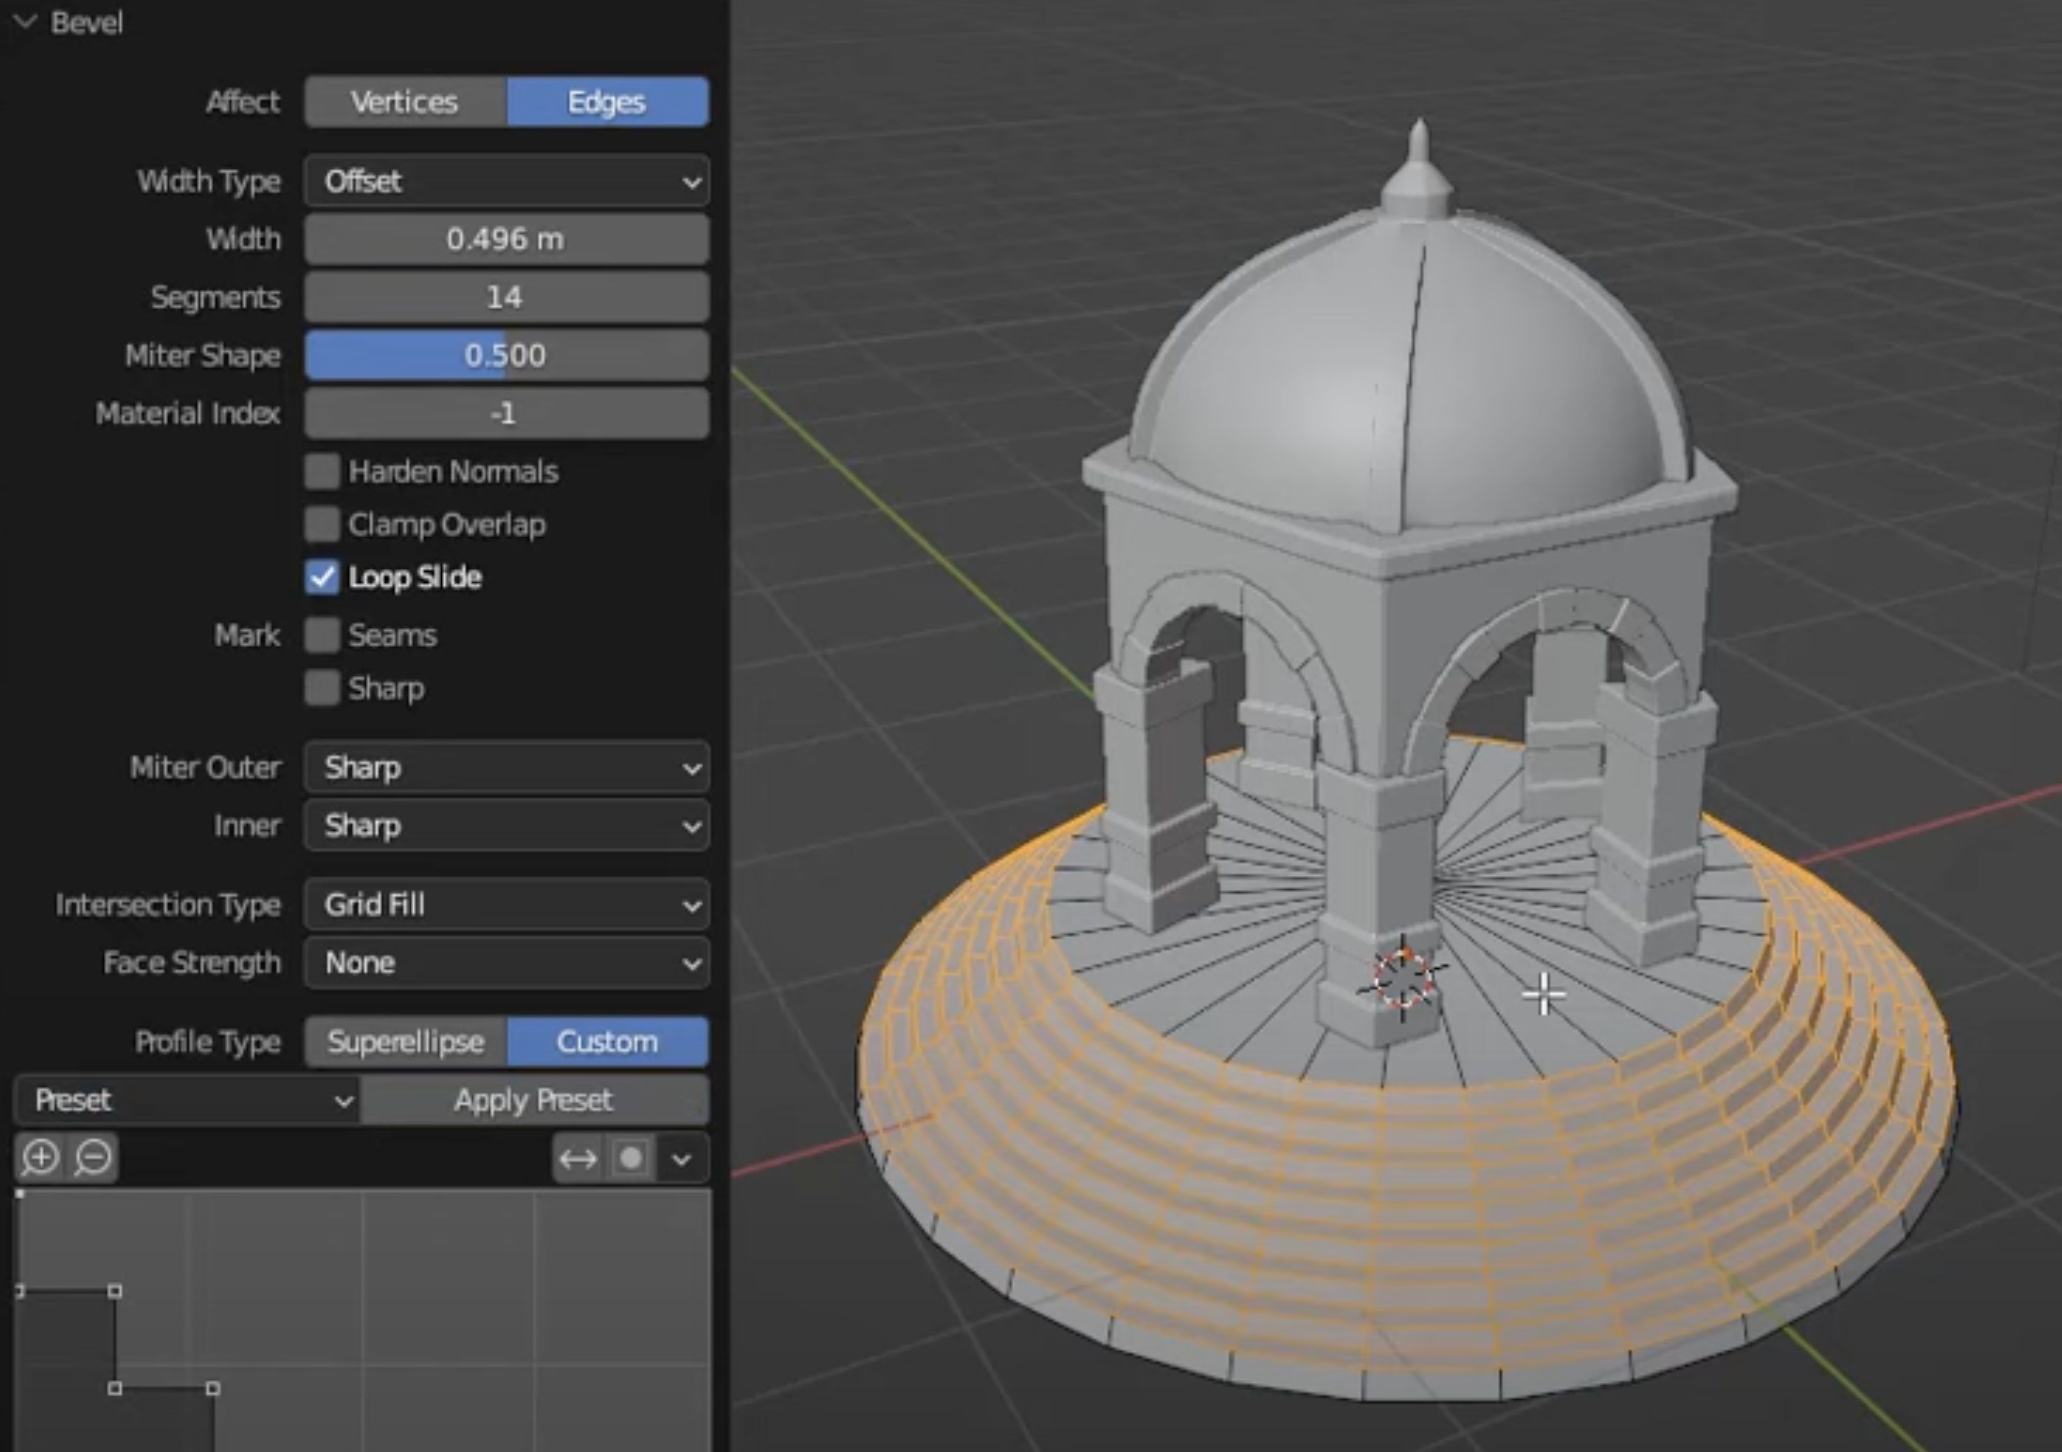 Bevel
Affect Vertices Edges
Width Type Offset
Width 0.496 m
Segments 14
Miter Shape 0.500
Material Index -1
Harden Normals
Clamp Overlap
Loop Slide
Mark Seams
Sharp
Miter Outer Sharp
Inner Sharp
Intersection Type Grid Fill
Face Strength None
Profile Type Superellipse Custom
Preset Apply Preset